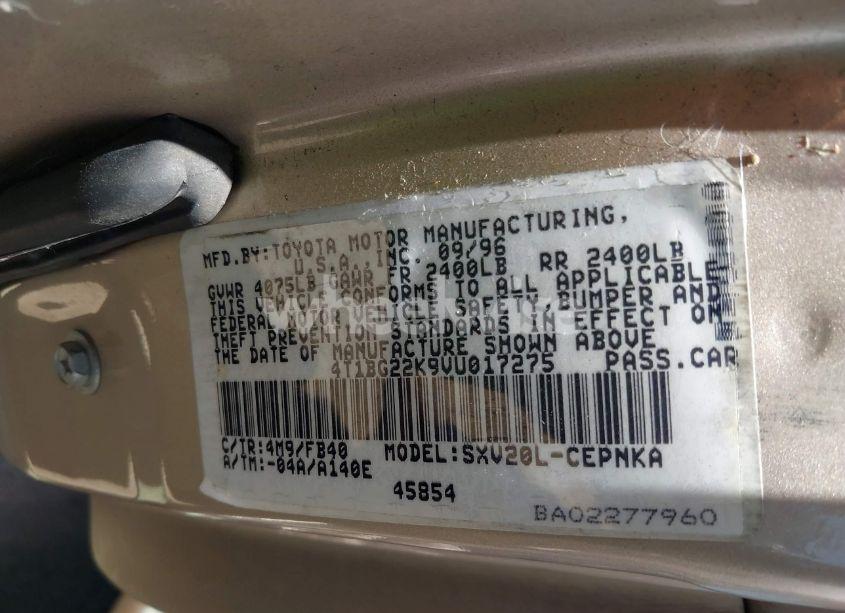 MFD.BY:TOYOTA MOTOR MANUFACTURING,
U.S.A.,INC. 09/96
GVWR 4075LB GAWR FR 2400LB RR 2400LB
THIS VEHICLE CONFORMS TO ALL APPLICABLE
FEDERAL MOTOR VEHICLE SAFETY BUMPER AND
THEFT PREVENTION STANDARDS IN EFFECT ON
THE DATE OF MANUFACTURE SHOWN ABOVE
4T1BG22K9VU017275 PASS.CAR
C/TR:4M9/FB40 MODEL:SXV20L-CEPNKA
A/TM:-04A/A140E
45854
BA02277960